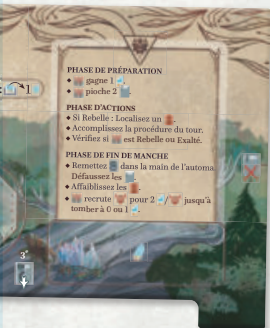 PHASE DE PRÉPARATION
gagne 1
pioche 2
PHASE D'ACTIONS
Si Rebelle : Localisez un
Accomplissez la procédure du tour.
Vérifiez si est Rebelle ou Exalté.
PHASE DE FIN DE MANCHE
Remettez dans la main de l'automa.
Défaussez les
Affaiblissez les
recrute pour 2 / jusqu'à
tomber à 0 ou 1
1
3